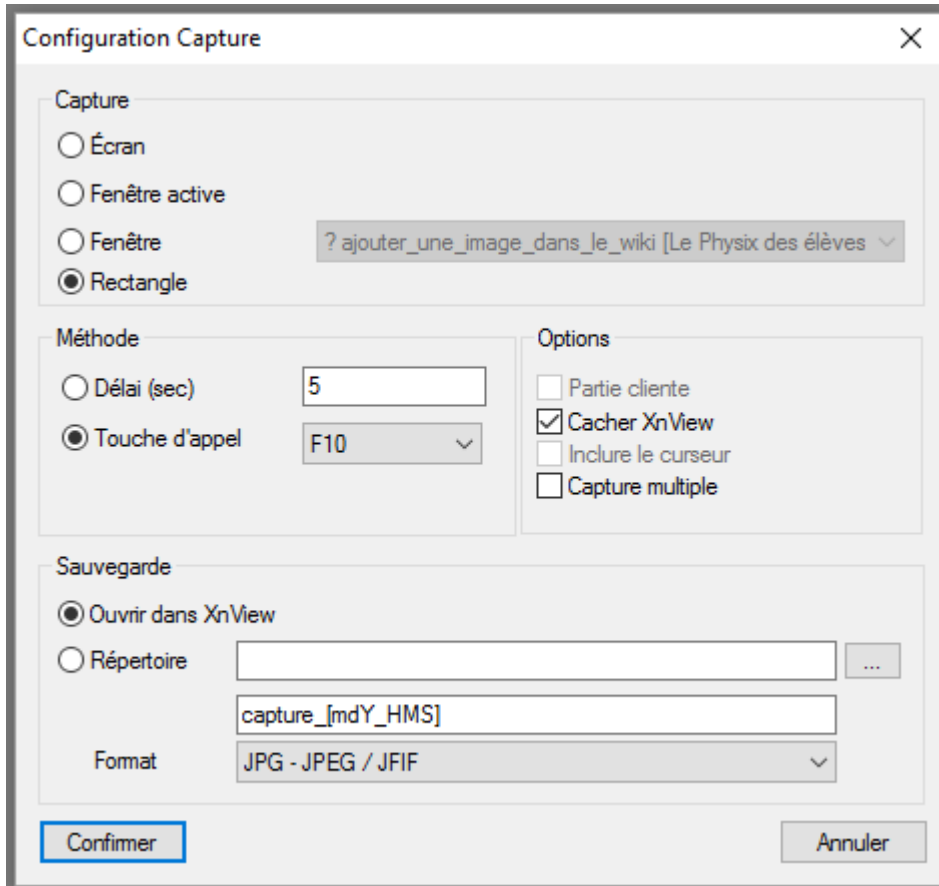 Configuration Capture
Capture
Écran
Fenêtre active
Fenêtre
? ajouter_une_image_dans_le_wiki [Le Physix des élèves
Rectangle
Méthode
Délai (sec)
5
Touche d'appel
F10
Options
Partie cliente
Cacher XnView
Inclure le curseur
Capture multiple
Sauvegarde
Ouvrir dans XnView
Répertoire
...
capture_[mdY_HMS]
Format
JPG - JPEG / JFIF
Confirmer
Annuler